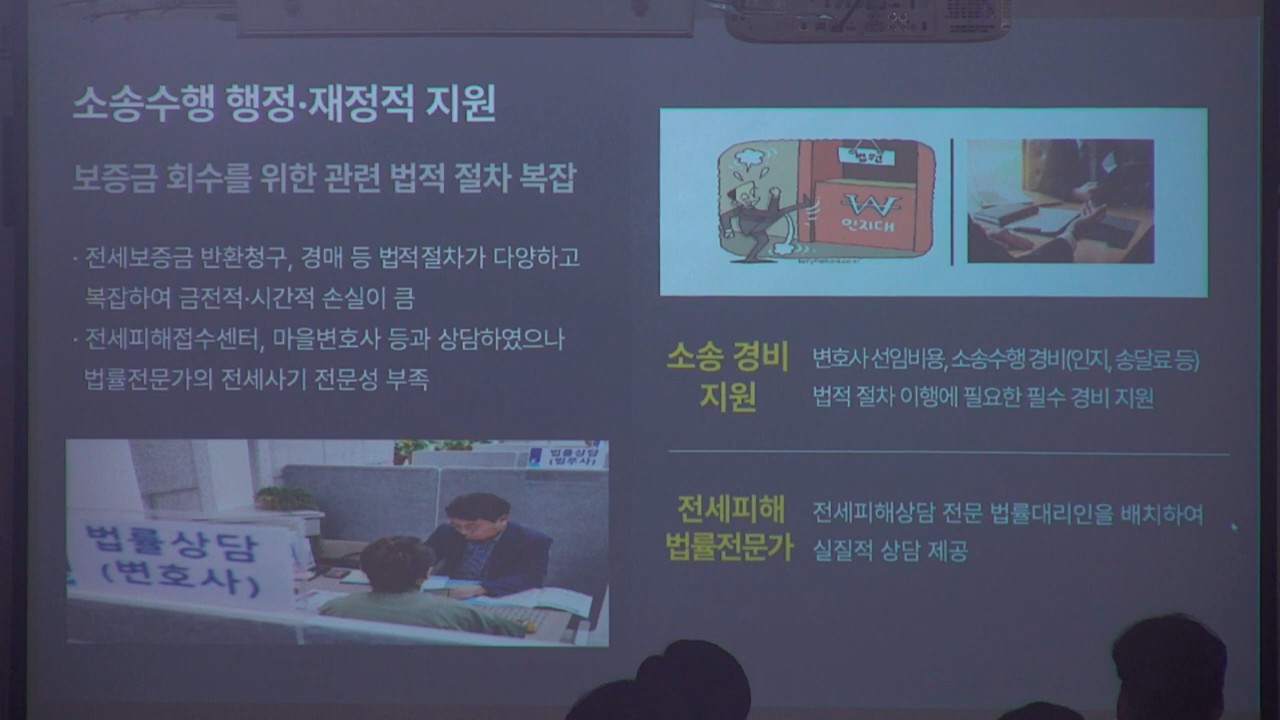 소송수행 행정·재정적 지원
보증금 회수를 위한 관련 법적 절차 복잡
· 전세보증금 반환청구, 경매 등 법적절차가 다양하고
복잡하여 금전적·시간적 손실이 큼
· 전세피해접수센터, 마을변호사 등과 상담하였으나
법률전문가의 전세사기 전문성 부족
법률상담
(법무사)
법률상담
(변호사)
법원
₩
인지대
소송 경비
지원
변호사 선임비용, 소송수행 경비(인지, 송달료 등)
법적 절차 이행에 필요한 필수 경비 지원
전세피해
법률전문가
전세피해상담 전문 법률대리인을 배치하여
실질적 상담 제공